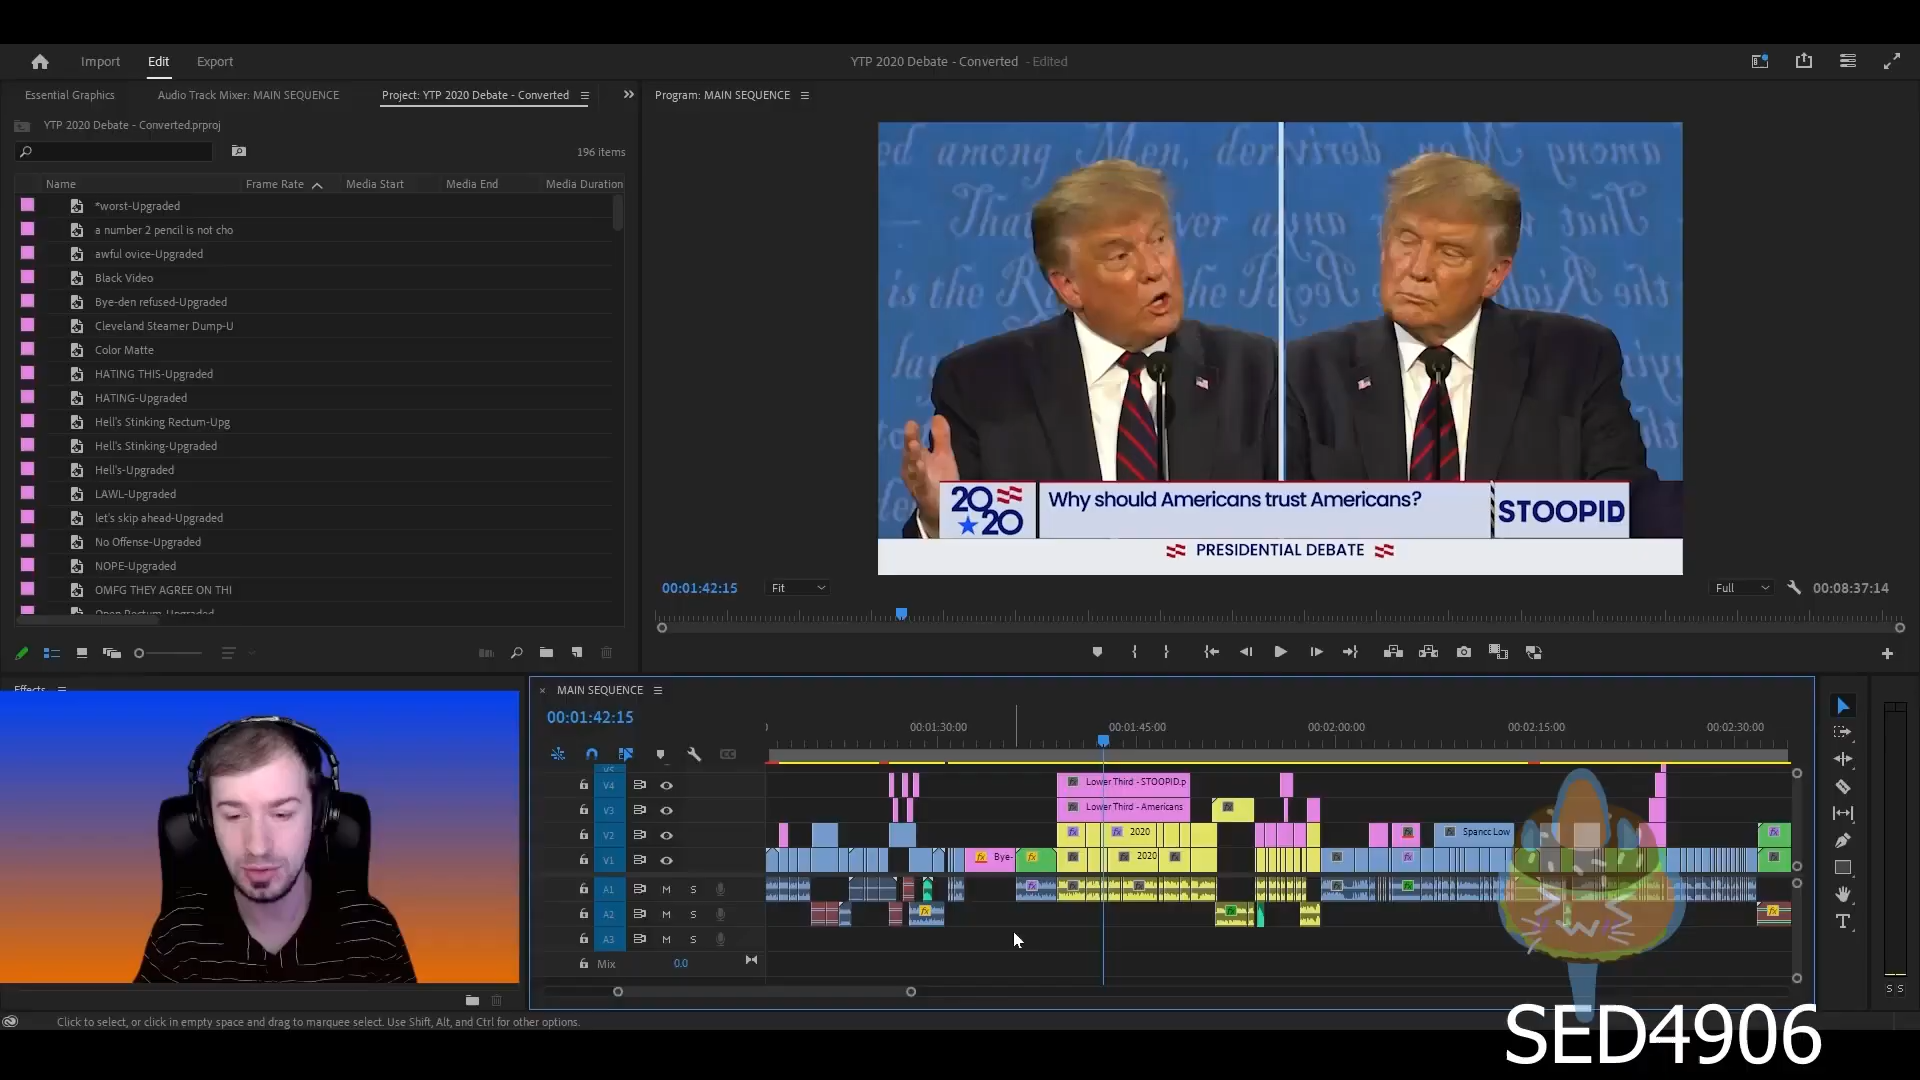 Import
Edit
Export
YTP 2020 Debate - Converted - Edited
Essential Graphics
Audio Track Mixer: MAIN SEQUENCE
Project: YTP 2020 Debate - Converted
Program: MAIN SEQUENCE
YTP 2020 Debate - Converted.prproj
196 items
Name
Frame Rate
Media Start
Media End
Media Duration
*worst-Upgraded
a number 2 pencil is not cho
awful ovice-Upgraded
Black Video
Bye-den refused-Upgraded
Cleveland Steamer Dump-U
Color Matte
HATING THIS-Upgraded
HATING-Upgraded
Hell's Stinking Rectum-Upg
Hell's Stinking-Upgraded
Hell's-Upgraded
LAWL-Upgraded
let's skip ahead-Upgraded
No Offense-Upgraded
NOPE-Upgraded
OMFG THEY AGREE ON THI
Open Rectum-Upgraded
2020
Why should Americans trust Americans?
STOOPID
PRESIDENTIAL DEBATE
00:01:42:15
Fit
Full
00:08:37:14
Effects
MAIN SEQUENCE
00:01:42:15
00:01:30:00
00:01:45:00
00:02:00:00
00:02:15:00
00:02:30:00
V4
Lower Third - STOOPID.p
V3
Lower Third - Americans
V2
2020
Spancc Low
V1
Bye-
2020
A1
M
S
A2
M
S
A3
M
S
Mix
0.0
S S
Click to select, or click in empty space and drag to marquee select. Use Shift, Alt, and Ctrl for other options.
SED4906